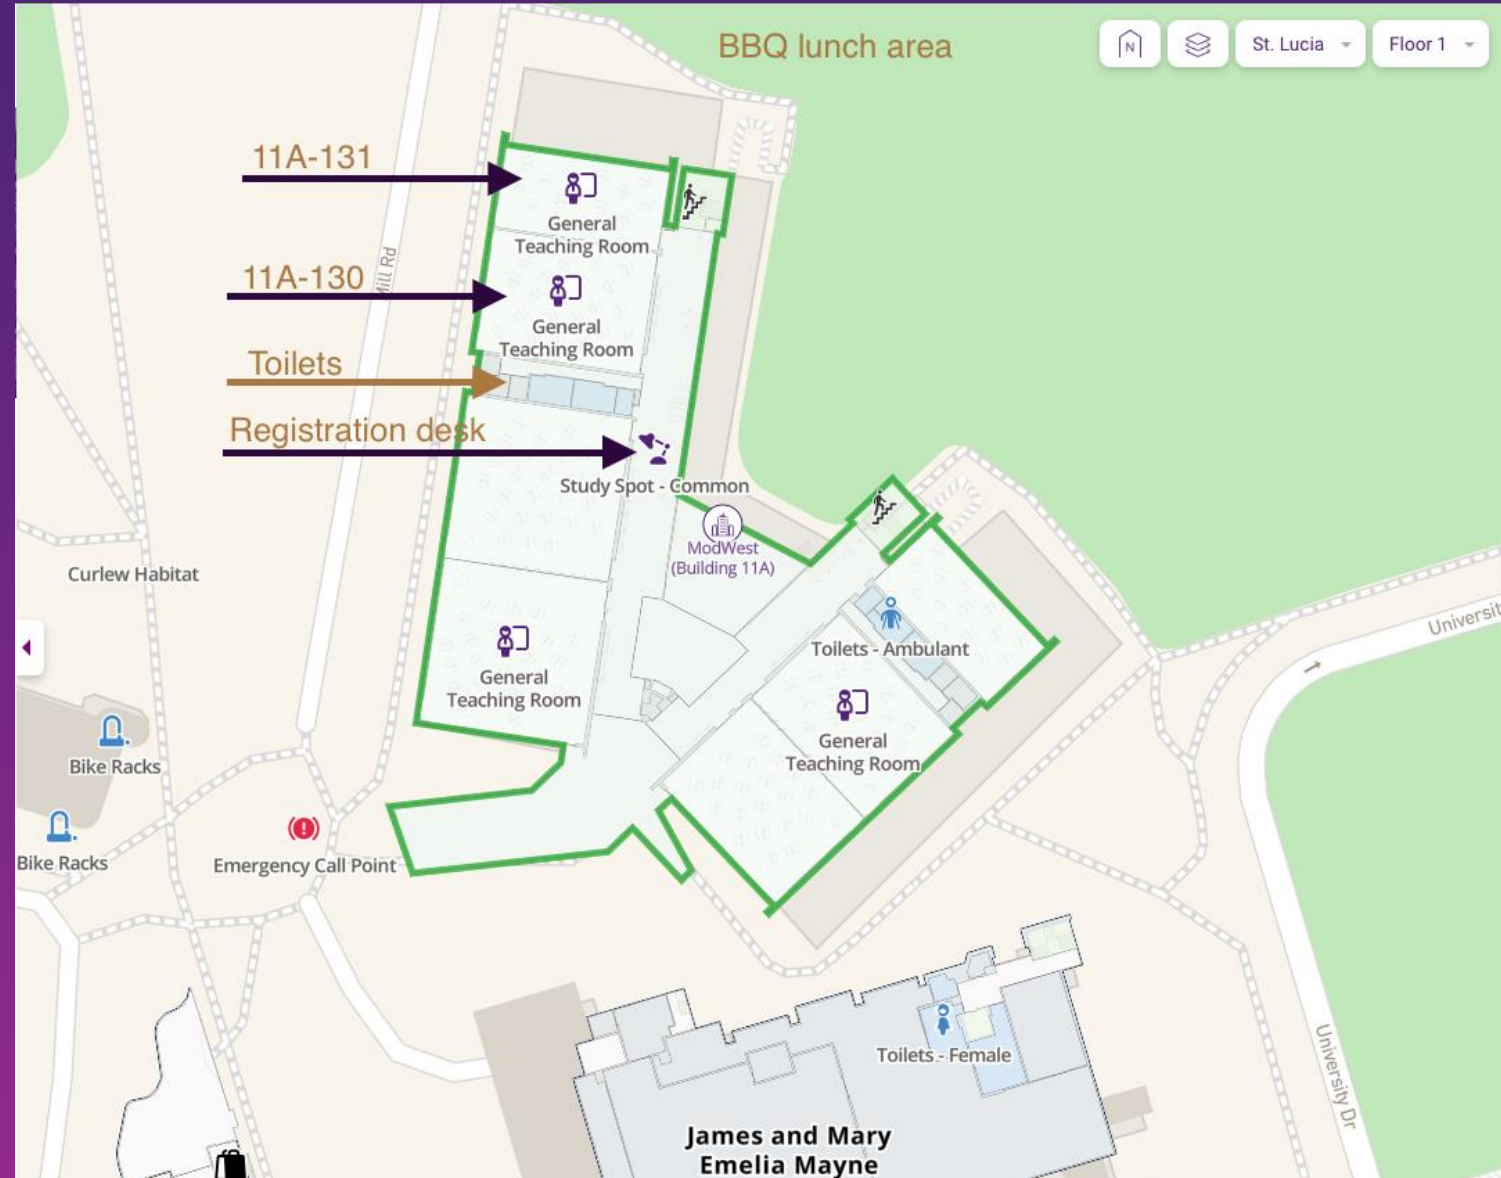 BBQ lunch area
N
St. Lucia
Floor 1
11A-131
General
Teaching Room
11A-130
Mill Rd
General
Teaching Room
Toilets
Registration desk
Study Spot - Common
ModWest
(Building 11A)
Curlew Habitat
Universit
Toilets - Ambulant
General
Teaching Room
General
Teaching Room
Bike Racks
Bike Racks
Emergency Call Point
Toilets - Female
University Dr
James and Mary
Emelia Mayne